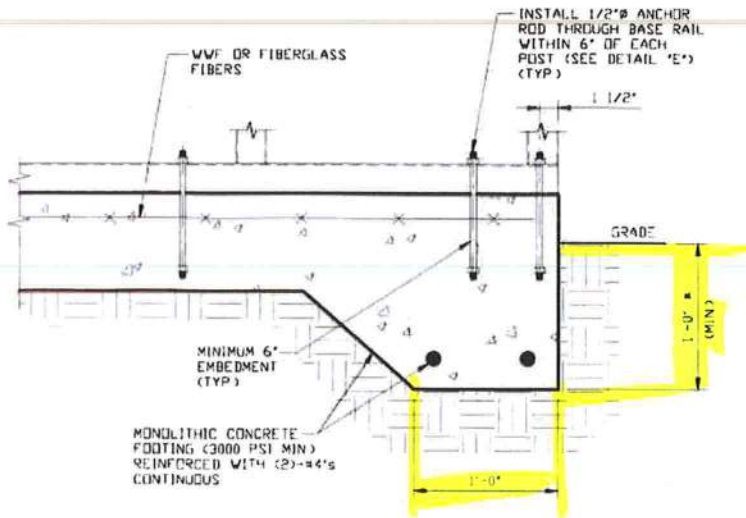 INSTALL 1/2"Ø ANCHOR
ROD THROUGH BASE RAIL
WITHIN 6" OF EACH
POST (SEE DETAIL 'E')
(TYP)
WWF OR FIBERGLASS
FIBERS
1 1/2"
GRADE
1'-0" *
(MIN)
MINIMUM 6"
EMBEDMENT
(TYP)
MONOLITHIC CONCRETE
FOOTING (3000 PSI MIN)
REINFORCED WITH (2)-#4's
CONTINUOUS
1'-0"